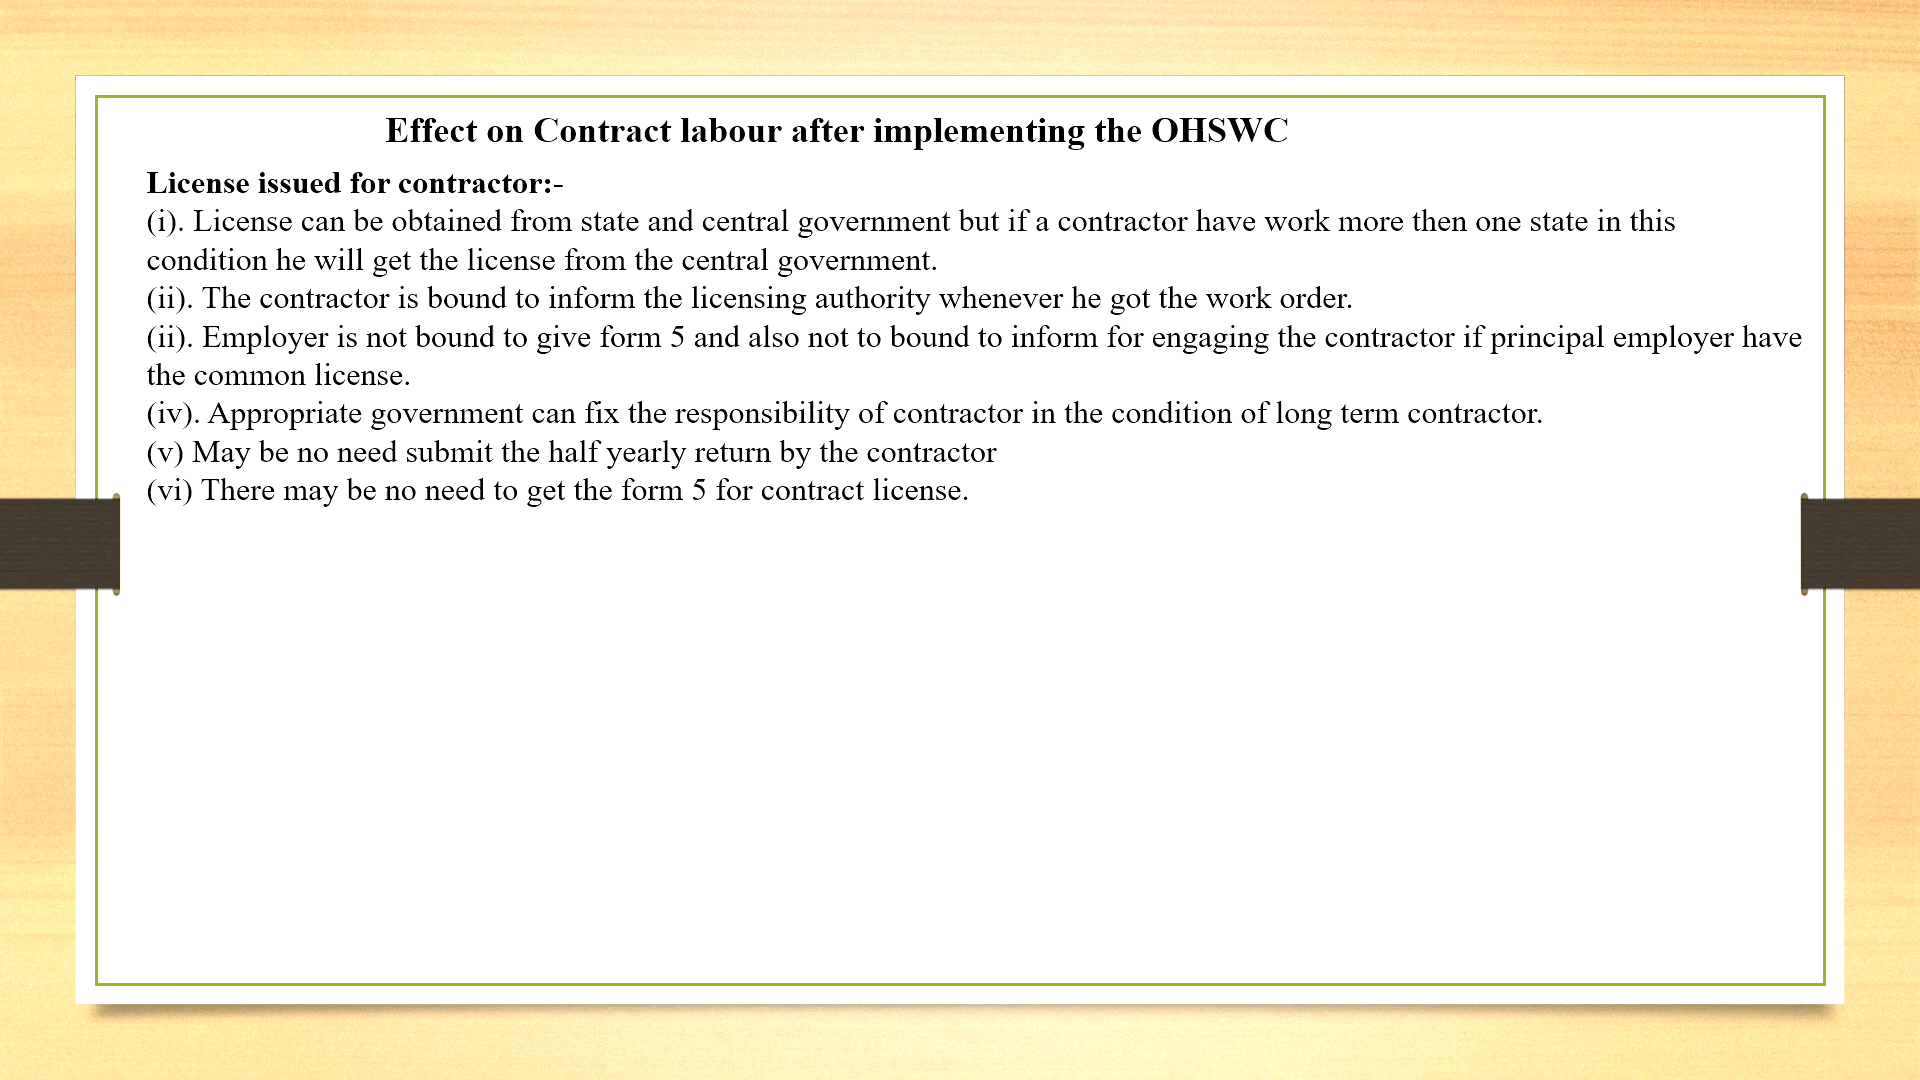 Effect on Contract labour after implementing the OHSWC
License issued for contractor:-
(i). License can be obtained from state and central government but if a contractor have work more then one state in this
condition he will get the license from the central government.
(ii). The contractor is bound to inform the licensing authority whenever he got the work order.
(ii). Employer is not bound to give form 5 and also not to bound to inform for engaging the contractor if principal employer have
the common license.
(iv). Appropriate government can fix the responsibility of contractor in the condition of long term contractor.
(v) May be no need submit the half yearly return by the contractor
(vi) There may be no need to get the form 5 for contract license.